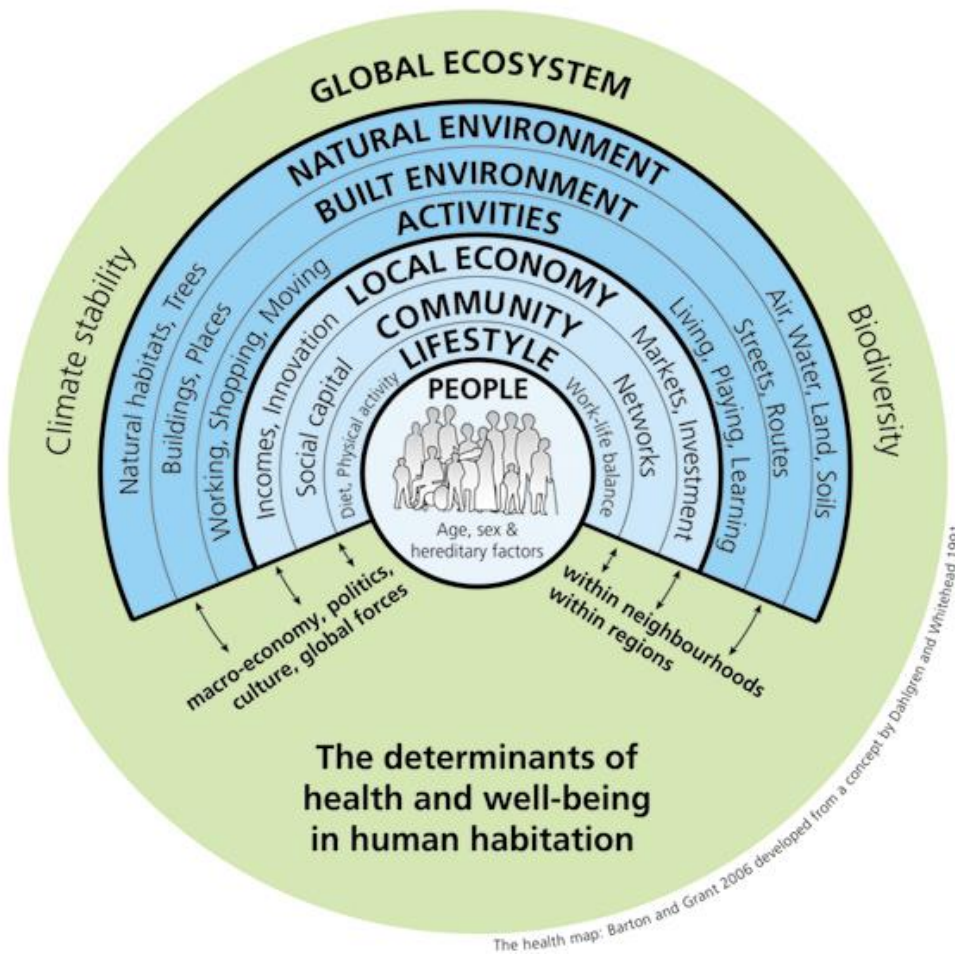 GLOBAL ECOSYSTEM
NATURAL ENVIRONMENT
BUILT ENVIRONMENT
ACTIVITIES
LOCAL ECONOMY
COMMUNITY
LIFESTYLE
PEOPLE
Age, sex &
hereditary factors
Climate stability
Natural habitats, Trees
Buildings, Places
Working, Shopping, Moving
Incomes, Innovation
Social capital
Diet, Physical activity
Work-life balance
Networks
Markets, Investment
Living, Playing, Learning
Streets, Routes
Air, Water, Land, Soils
Biodiversity
macro-economy, politics,
culture, global forces
within neighbourhoods
within regions
The determinants of
health and well-being
in human habitation
The health map: Barton and Grant 2006 developed from a concept by Dahlgren and Whitehead 1991